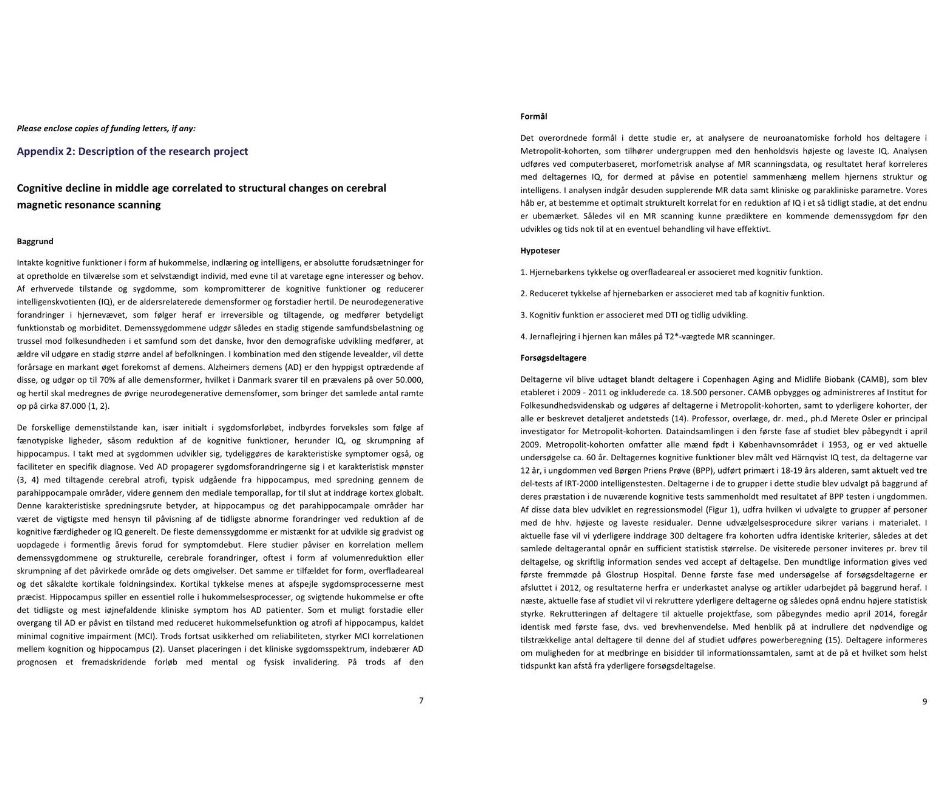 Please enclose copies of funding letters, if any:
Appendix 2: Description of the research project
Cognitive decline in middle age correlated to structural changes on cerebral
magnetic resonance scanning
Baggrund
Intakte kognitive funktioner i form af hukommelse, indlæring og intelligens, er absolutte forudsætninger for
at opretholde en tilværelse som et selvstændigt individ, med evne til at varetage egne interesser og behov.
Af erhvervede tilstande og sygdomme, som kompromitterer de kognitive funktioner og reducerer
intelligenskvotienten (IQ), er de aldersrelaterede demensformer og forstadier hertil. De neurodegenerative
forandringer i hjernevævet, som følger heraf er irreversible og tiltagende, og medfører betydeligt
funktionstab og morbiditet. Demenssygdommene udgør således en stadig stigende samfundsbelastning og
trussel mod folkesundheden i et samfund som det danske, hvor den demografiske udvikling medfører, at
ældre vil udgøre en stadig større andel af befolkningen. I kombination med den stigende levealder, vil dette
forårsage en markant øget forekomst af demens. Alzheimers demens (AD) er den hyppigst optrædende af
disse, og udgør op til 70% af alle demensformer, hvilket i Danmark svarer til en prævalens på over 50.000,
og hertil skal medregnes de øvrige neurodegenerative demensfomer, som bringer det samlede antal ramte
op på cirka 87.000 (1, 2).
De forskellige demenstilstande kan, især initialt i sygdomsforløbet, indbyrdes forveksles som følge af
fænotypiske ligheder, såsom reduktion af de kognitive funktioner, herunder IQ, og skrumpning af
hippocampus. I takt med at sygdommen udvikler sig, tydeliggøres de karakteristiske symptomer også, og
faciliteter en specifik diagnose. Ved AD propagerer sygdomsforandringerne sig i et karakteristisk mønster
(3, 4) med tiltagende cerebral atrofi, typisk udgående fra hippocampus, med spredning gennem de
parahippocampale områder, videre gennem den mediale temporallap, for til slut at inddrage kortex globalt.
Denne karakteristiske spredningsrute betyder, at hippocampus og det parahippocampale områder har
været de vigtigste med hensyn til påvisning af de tidligste abnorme forandringer ved reduktion af de
kognitive færdigheder og IQ generelt. De fleste demenssygdomme er mistænkt for at udvikle sig gradvist og
uopdagede i formentlig årevis forud for symptomdebut. Flere studier påviser en korrelation mellem
demenssygdommene og strukturelle, cerebrale forandringer, oftest i form af volumenreduktion eller
skrumpning af det påvirkede område og dets omgivelser. Det samme er tilfældet for form, overfladeareal
og det såkaldte kortikale foldningsindex. Kortikal tykkelse menes at afspejle sygdomsprocesserne mest
præcist. Hippocampus spiller en essentiel rolle i hukommelsesprocesser, og svigtende hukommelse er ofte
det tidligste og mest iøjnefaldende kliniske symptom hos AD patienter. Som et muligt forstadie eller
overgang til AD er påvist en tilstand med reduceret hukommelsefunktion og atrofi af hippocampus, kaldet
minimal cognitive impairment (MCI). Trods fortsat usikkerhed om reliabiliteten, styrker MCI korrelationen
mellem kognition og hippocampus (2). Uanset placeringen i det kliniske sygdomsspektrum, indebærer AD
prognosen et fremadskridende forløb med mental og fysisk invalidering. På trods af den
7
Formål
Det overordnede formål i dette studie er, at analysere de neuroanatomiske forhold hos deltagere i
Metropolit-kohorten, som tilhører undergruppen med den henholdsvis højeste og laveste IQ. Analysen
udføres ved computerbaseret, morfometrisk analyse af MR scanningsdata, og resultatet heraf korreleres
med deltagernes IQ, for dermed at påvise en potentiel sammenhæng mellem hjernens struktur og
intelligens. I analysen indgår desuden supplerende MR data samt kliniske og parakliniske parametre. Vores
håb er, at bestemme et optimalt strukturelt korrelat for en reduktion af IQ i et så tidligt stadie, at det endnu
er ubemærket. Således vil en MR scanning kunne prædiktere en kommende demenssygdom før den
udvikles og tids nok til at en eventuel behandling vil have effektivt.
Hypoteser
1. Hjernebarkens tykkelse og overfladeareal er associeret med kognitiv funktion.
2. Reduceret tykkelse af hjernebarken er associeret med tab af kognitiv funktion.
3. Kognitiv funktion er associeret med DTI og tidlig udvikling.
4. Jernaflejring i hjernen kan måles på T2*-vægtede MR scanninger.
Forsøgsdeltagere
Deltagerne vil blive udtaget blandt deltagere i Copenhagen Aging and Midlife Biobank (CAMB), som blev
etableret i 2009 - 2011 og inkluderede ca. 18.500 personer. CAMB opbygges og administreres af Institut for
Folkesundhedsvidenskab og udgøres af deltagerne i Metropolit-kohorten, samt to yderligere kohorter, der
alle er beskrevet detaljeret andetsteds (14). Professor, overlæge, dr. med., ph.d Merete Osler er principal
investigator for Metropolit-kohorten. Dataindsamlingen i den første fase af studiet blev påbegyndt i april
2009. Metropolit-kohorten omfatter alle mænd født i Københavnsområdet i 1953, og er ved aktuelle
undersøgelse ca. 60 år. Deltagernes kognitive funktioner blev målt ved Härnqvist IQ test, da deltagerne var
12 år, i ungdommen ved Børgen Priens Prøve (BPP), udført primært i 18-19 års alderen, samt aktuelt ved tre
del-tests af IRT-2000 intelligenstesten. Deltagerne i de to grupper i dette studie blev udvalgt på baggrund af
deres præstation i de nuværende kognitive tests sammenholdt med resultatet af BPP testen i ungdommen.
Af disse data blev udviklet en regressionsmodel (Figur 1), udfra hvilken vi udvalgte to grupper af personer
med de hhv. højeste og laveste residualer. Denne udvælgelsesprocedure sikrer varians i materialet. I
aktuelle fase vil vi yderligere inddrage 300 deltagere fra kohorten udfra identiske kriterier, således at det
samlede deltagerantal opnår en sufficient statistisk størrelse. De visiterede personer inviteres pr. brev til
deltagelse, og skriftlig information sendes ved accept af deltagelse. Den mundtlige information gives ved
første fremmøde på Glostrup Hospital. Denne første fase med undersøgelse af forsøgsdeltagerne er
afsluttet i 2012, og resultaterne herfra er underkastet analyse og artikler udarbejdet på baggrund heraf. I
næste, aktuelle fase af studiet vil vi rekruttere yderligere deltagerne og således opnå endnu højere statistisk
styrke. Rekrutteringen af deltagere til den aktuelle projektfase, som påbegyndes medio april 2014, foregår
identisk med første fase, dvs. ved brevhenvendelse. Med henblik på at indrullere det nødvendige og
tilstrækkelige antal deltagere til denne del af studiet udføres powerberegning (15). Deltagere informeres
om muligheden for at medbringe en bisidder til informationssamtalen, samt at de på et hvilket som helst
tidspunkt kan afstå fra yderligere forsøgsdeltagelse.
9